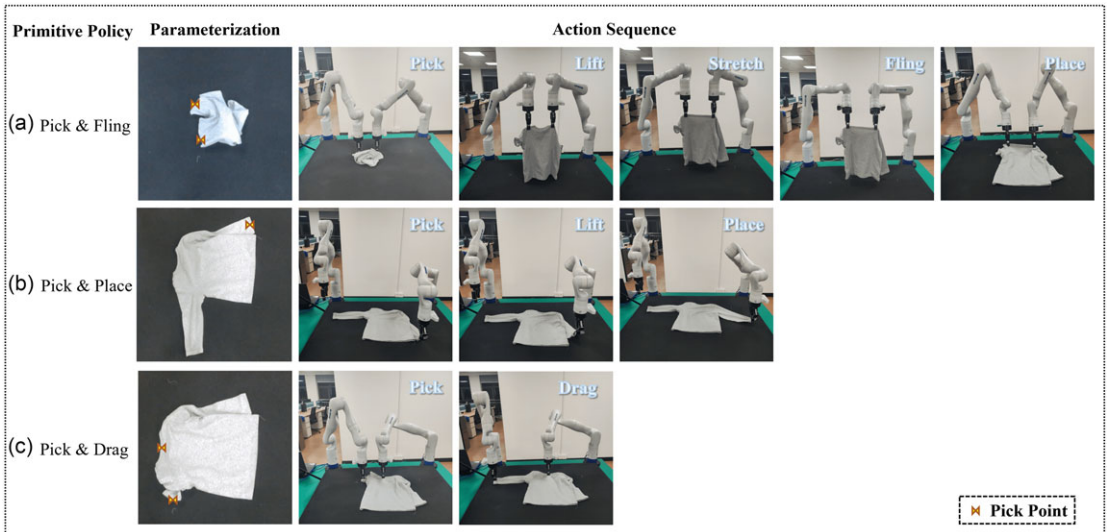 Primitive Policy Parameterization Action Sequence
(a) Pick & Fling Pick Lift Stretch Fling Place
(b) Pick & Place Pick Lift Place
(c) Pick & Drag Pick Drag
Pick Point